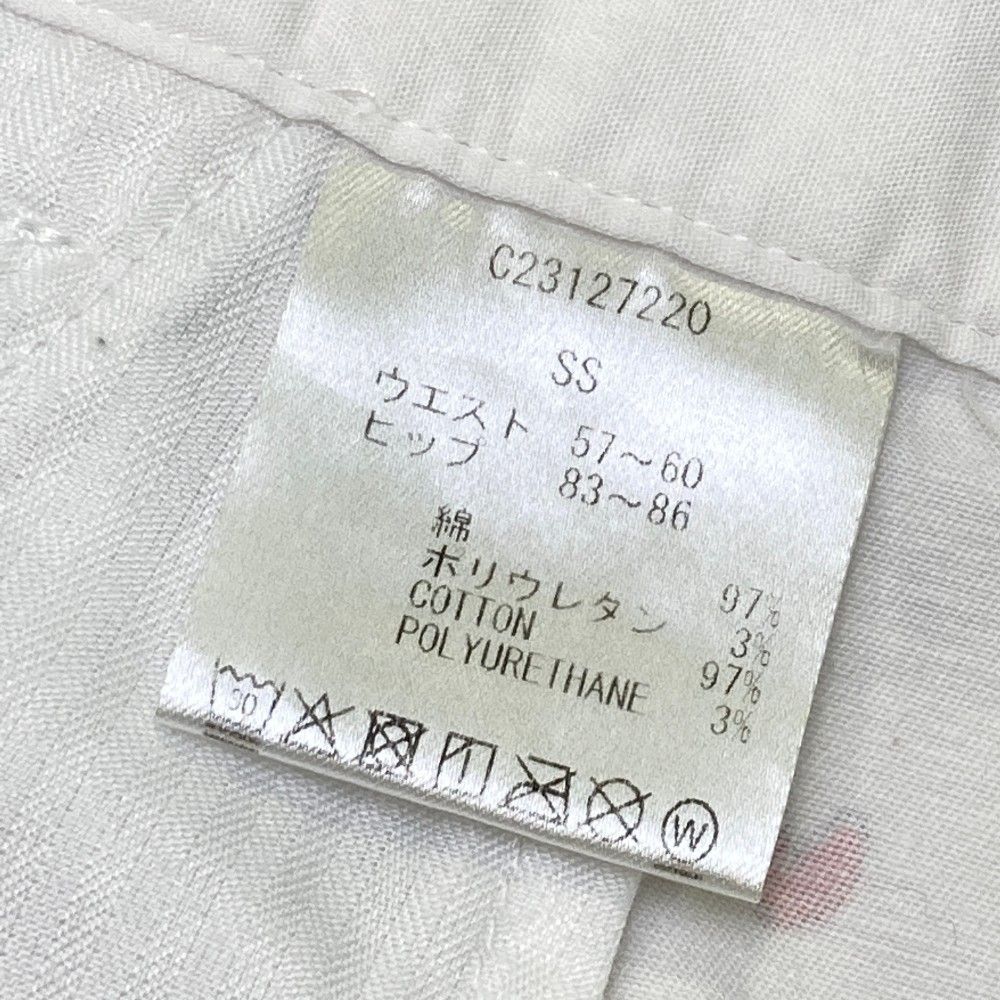 C23127220
SS
ウエスト 57～60
ヒップ 83～86
綿 97%
ポリウレタン 3%
COTTON 97%
POLYURETHANE 3%
W